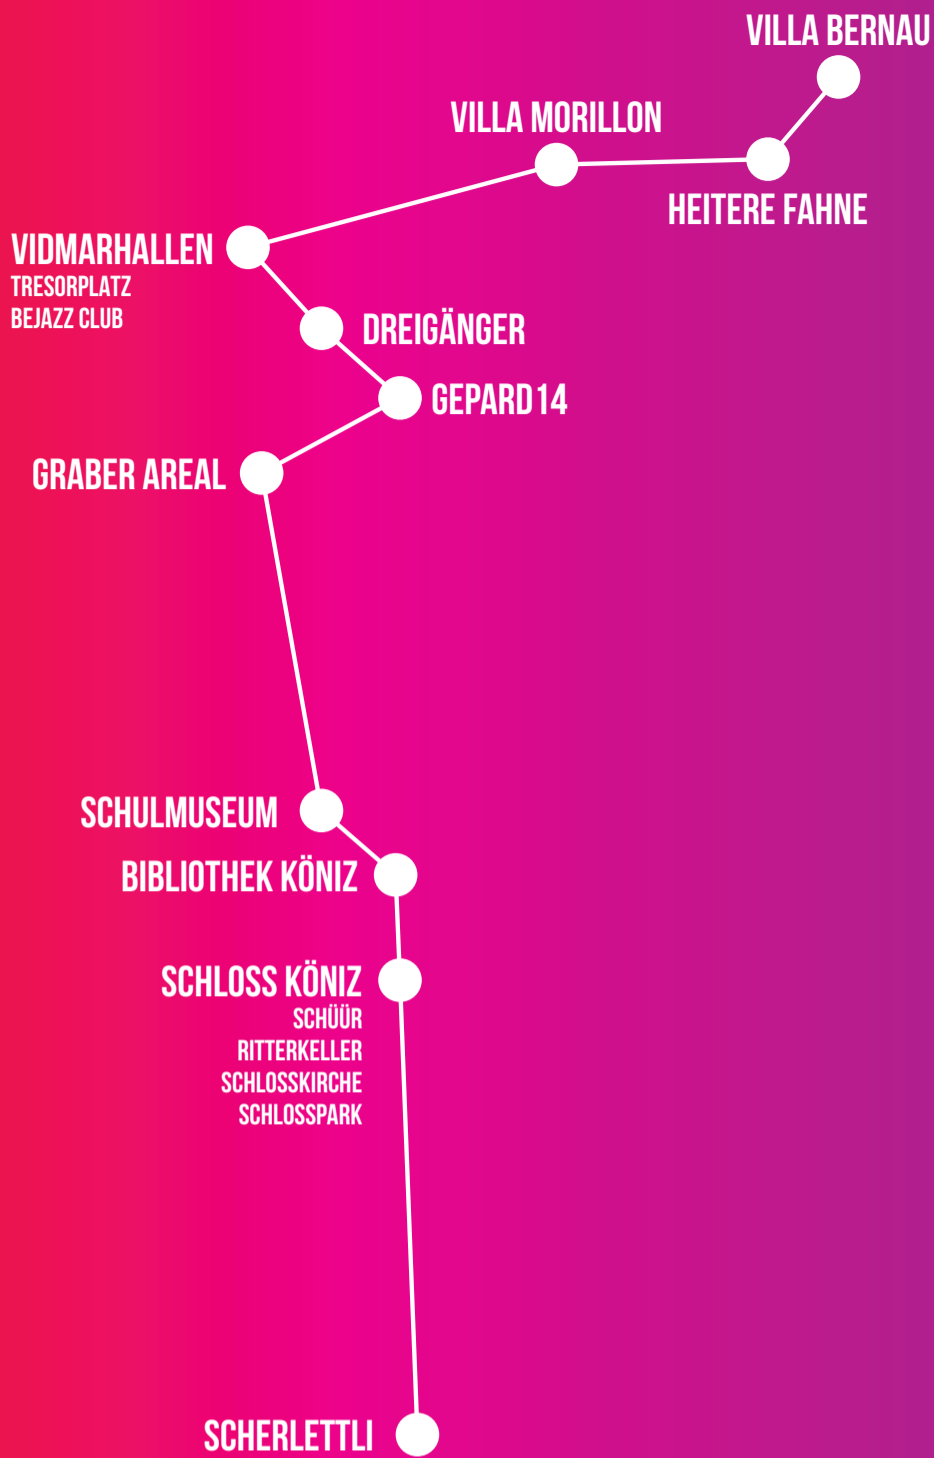 VILLA BERNAU
VILLA MORILLON
HEITERE FAHNE
VIDMARHALLEN
TRESORPLATZ
BEJAZZ CLUB
DREIGÄNGER
GEPARD14
GRABER AREAL
SCHULMUSEUM
BIBLIOTHEK KÖNIZ
SCHLOSS KÖNIZ
SCHÜÜR
RITTERKELLER
SCHLOSSKIRCHE
SCHLOSSPARK
SCHERLETTLI